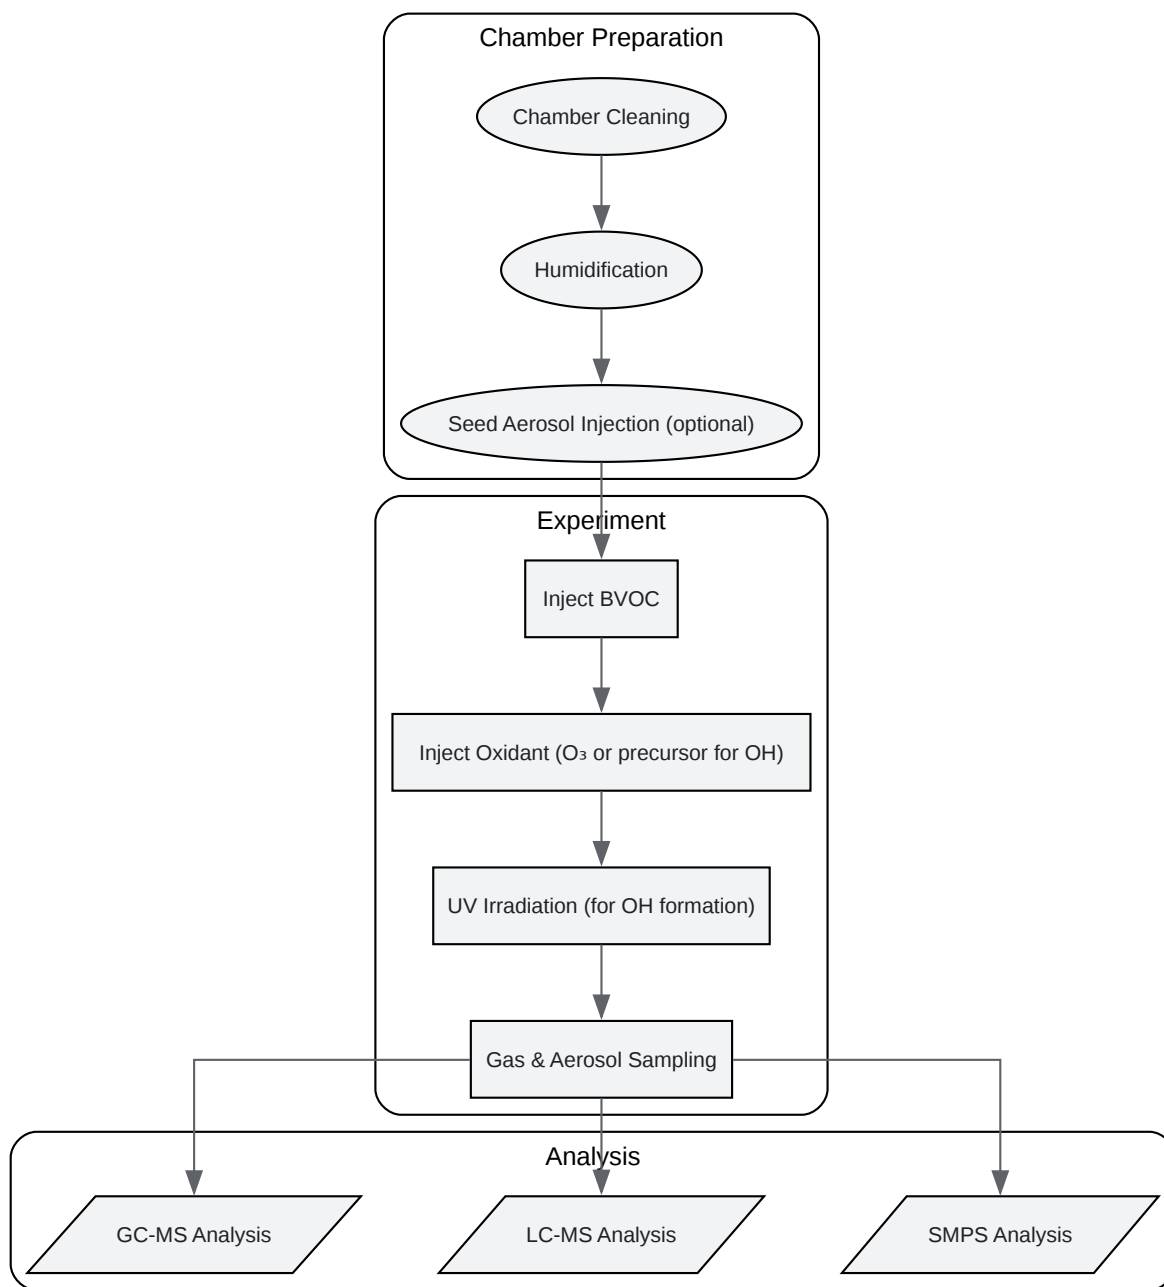 Chamber Preparation
Chamber Cleaning
Humidification
Seed Aerosol Injection (optional)
Experiment
Inject BVOC
Inject Oxidant (O₃ or precursor for OH)
UV Irradiation (for OH formation)
Gas & Aerosol Sampling
Analysis
GC-MS Analysis
LC-MS Analysis
SMPS Analysis